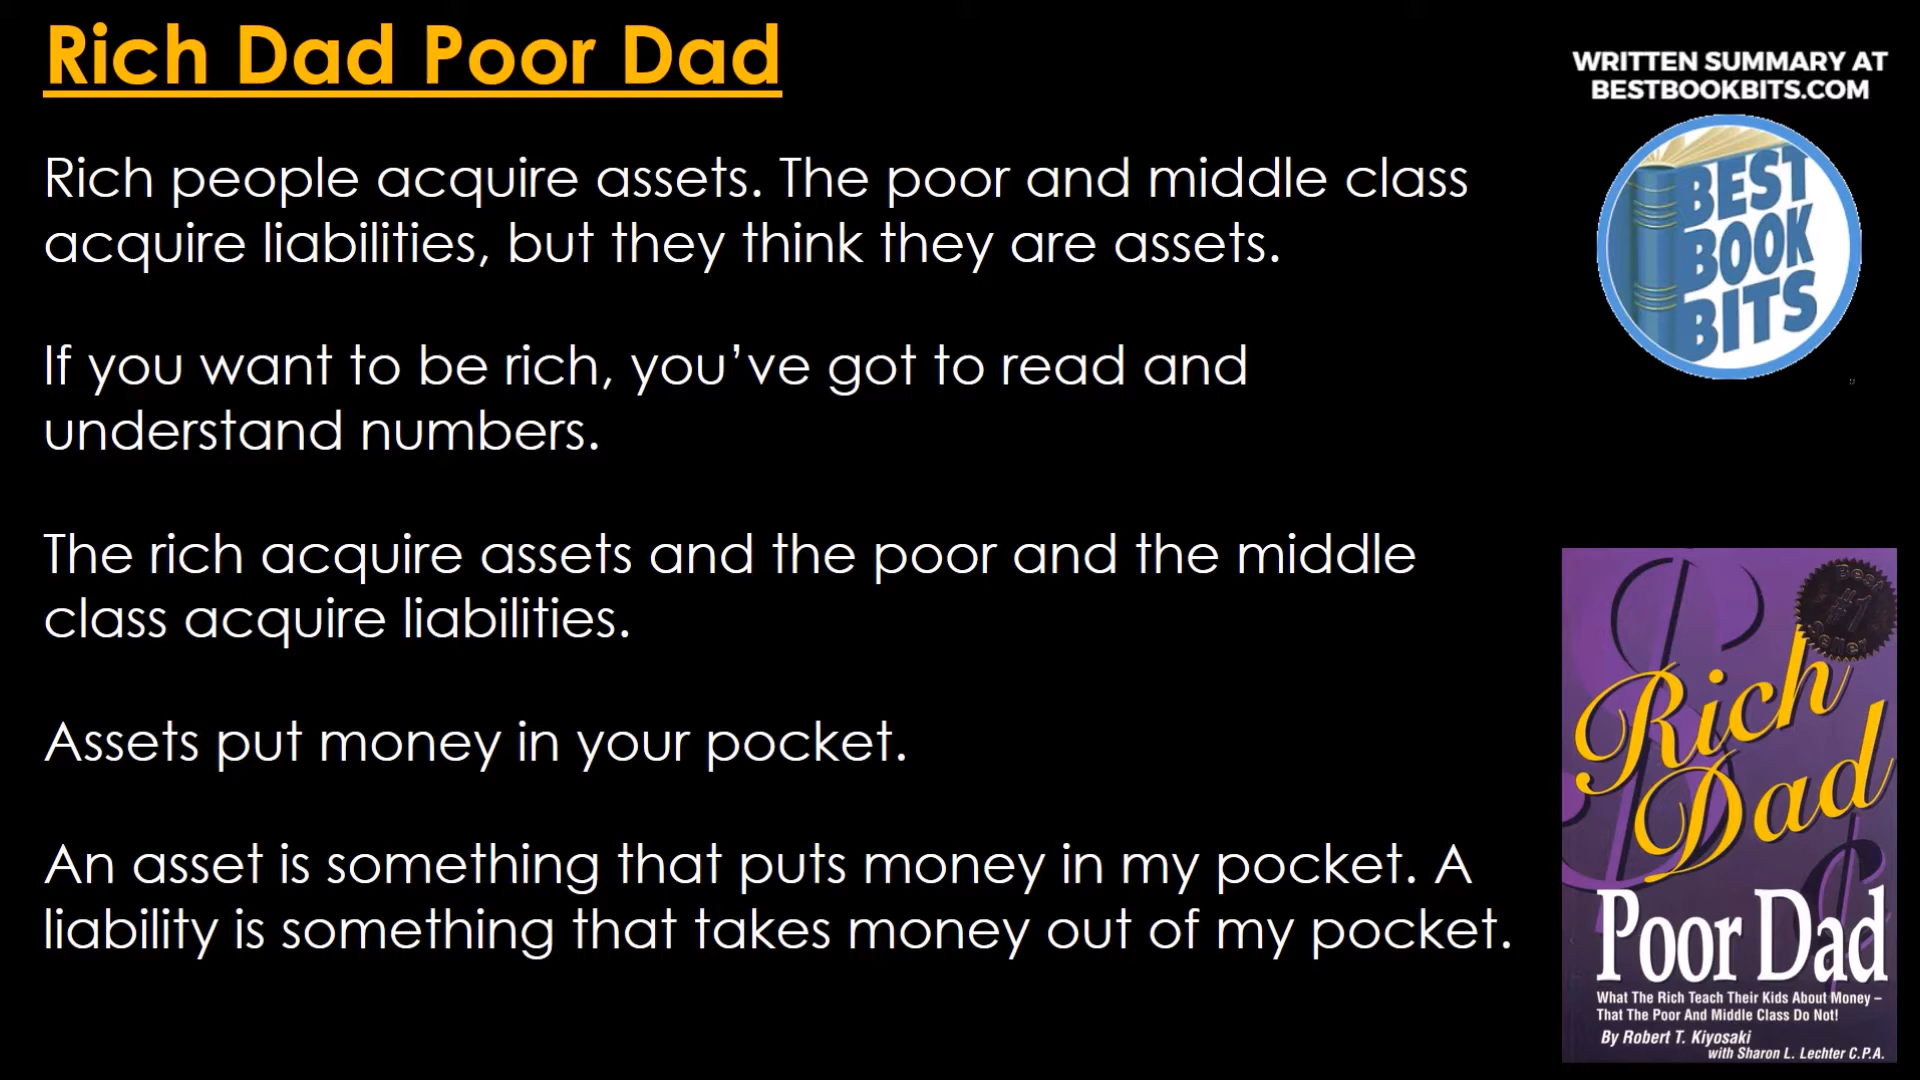 Rich Dad Poor Dad
Rich people acquire assets. The poor and middle class
acquire liabilities, but they think they are assets.
If you want to be rich, you’ve got to read and
understand numbers.
The rich acquire assets and the poor and the middle
class acquire liabilities.
Assets put money in your pocket.
An asset is something that puts money in my pocket. A
liability is something that takes money out of my pocket.
WRITTEN SUMMARY AT
BESTBOOKBITS.COM
BEST
BOOK
BITS
Best
#1
Seller
Rich
Dad
Poor Dad
What The Rich Teach Their Kids About Money –
That The Poor And Middle Class Do Not!
By Robert T. Kiyosaki
with Sharon L. Lechter C.P.A.